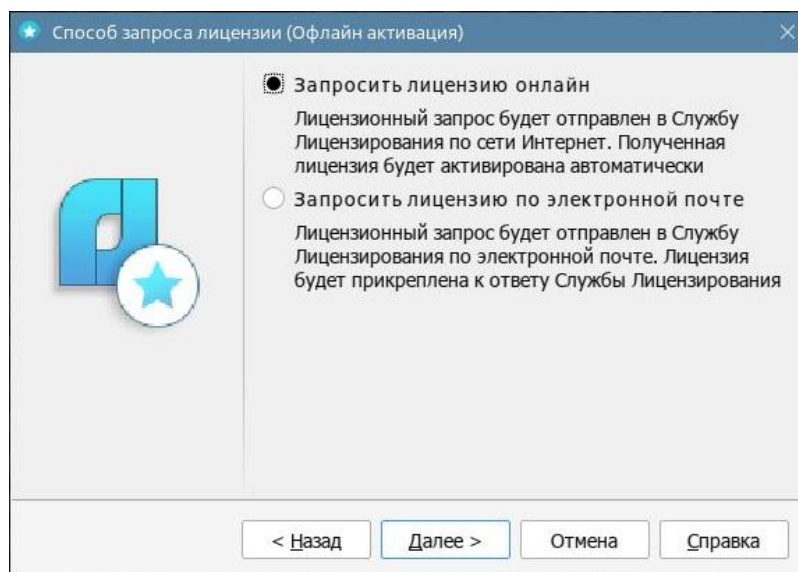 Способ запроса лицензии (Офлайн активация)
Запросить лицензию онлайн
Лицензионный запрос будет отправлен в Службу
Лицензирования по сети Интернет. Полученная
лицензия будет активирована автоматически
Запросить лицензию по электронной почте
Лицензионный запрос будет отправлен в Службу
Лицензирования по электронной почте. Лицензия
будет прикреплена к ответу Службы Лицензирования
< Назад Далее > Отмена Справка